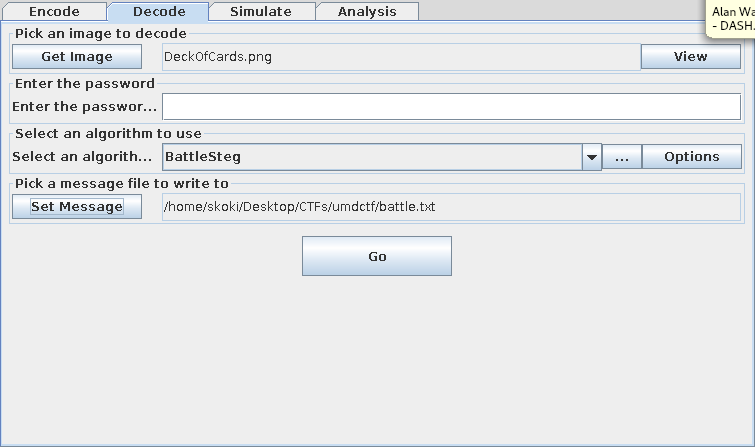 Encode Decode Simulate Analysis
Alan Wa
- DASH.
Pick an image to decode
Get Image DeckOfCards.png View
Enter the password
Enter the passwor...
Select an algorithm to use
Select an algorith... BattleSteg ... Options
Pick a message file to write to
Set Message /home/skoki/Desktop/CTFs/umdctf/battle.txt
Go